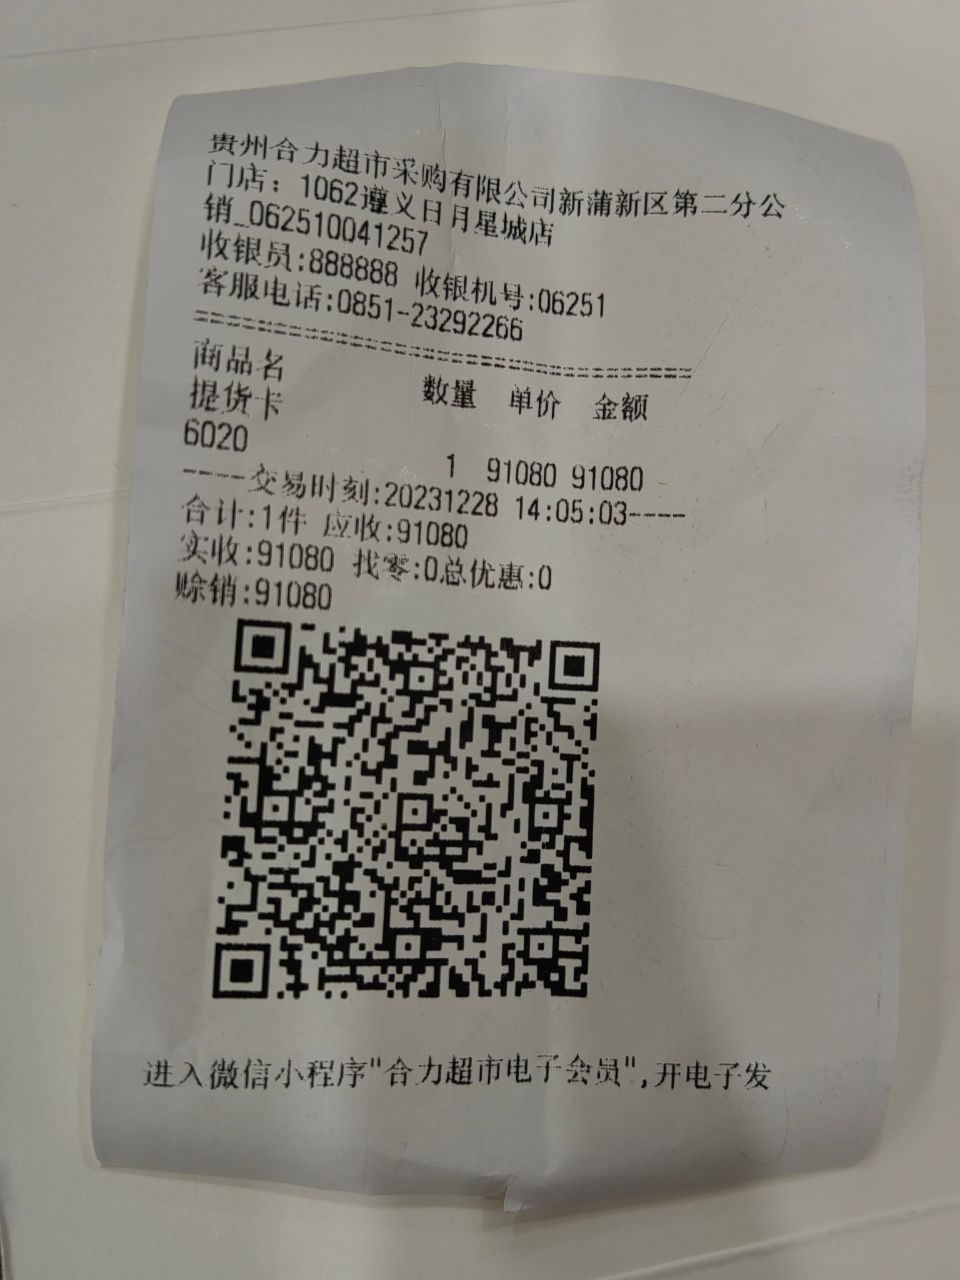 贵州合力超市采购有限公司新蒲新区第二分公
门店：1062遵义日月星城店
销_062510041257
收银员:888888 收银机号:06251
客服电话:0851-23292266
================================
商品名 数量 单价 金额
提货卡
6020 1 91080 91080
----交易时刻:20231228 14:05:03----
合计:1件 应收:91080
实收:91080 找零:0总优惠:0
赊销:91080
进入微信小程序"合力超市电子会员",开电子发